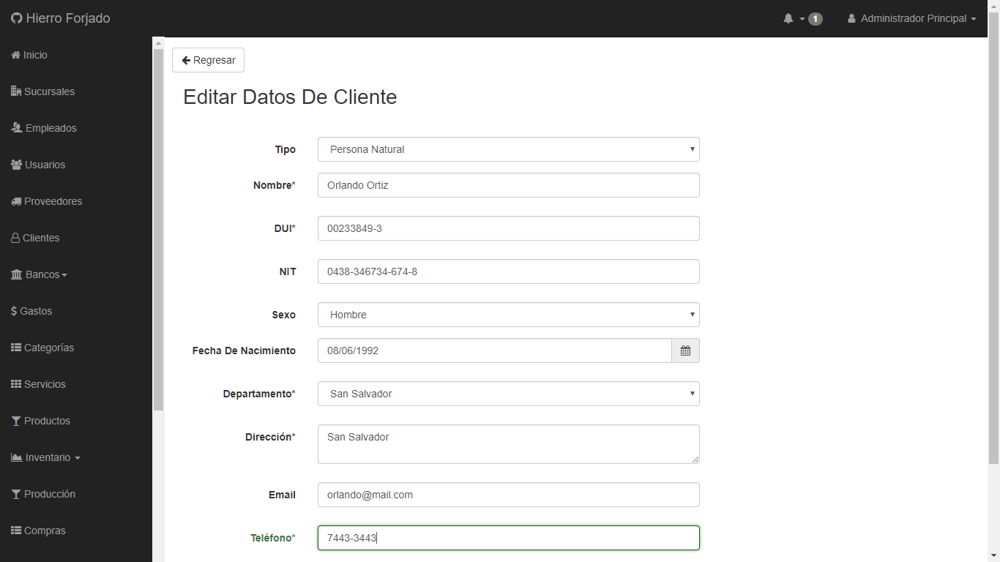 Hierro Forjado
1 Administrador Principal
Inicio
Sucursales
Empleados
Usuarios
Proveedores
Clientes
Bancos
Gastos
Categorías
Servicios
Productos
Inventario
Producción
Compras
Regresar
Editar Datos De Cliente
Tipo Persona Natural
Nombre* Orlando Ortiz
DUI* 00233849-3
NIT 0438-346734-674-8
Sexo Hombre
Fecha De Nacimiento 08/06/1992
Departamento* San Salvador
Dirección* San Salvador
Email orlando@mail.com
Teléfono* 7443-3443